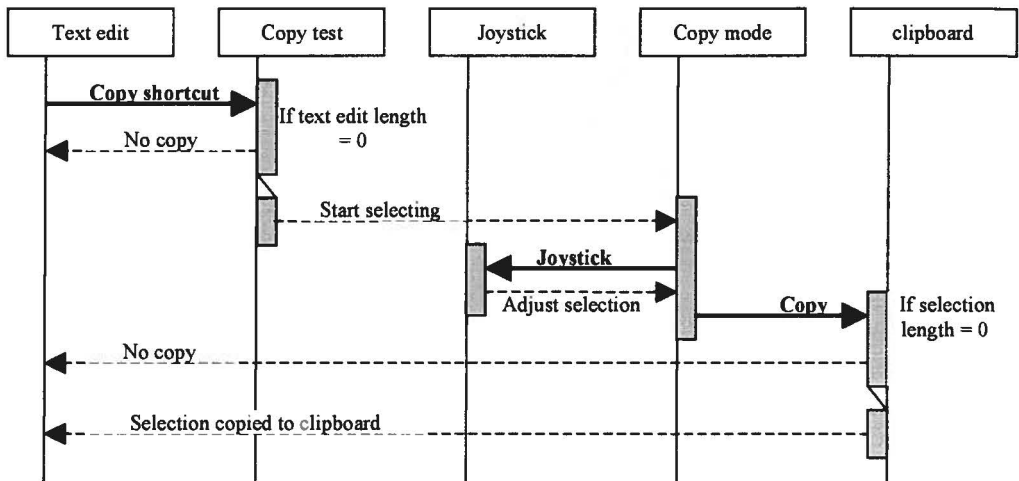 Text edit
Copy test
Joystick
Copy mode
clipboard
Copy shortcut
If text edit length
= 0
No copy
Start selecting
Joystick
Adjust selection
Copy
If selection
length = 0
No copy
Selection copied to clipboard